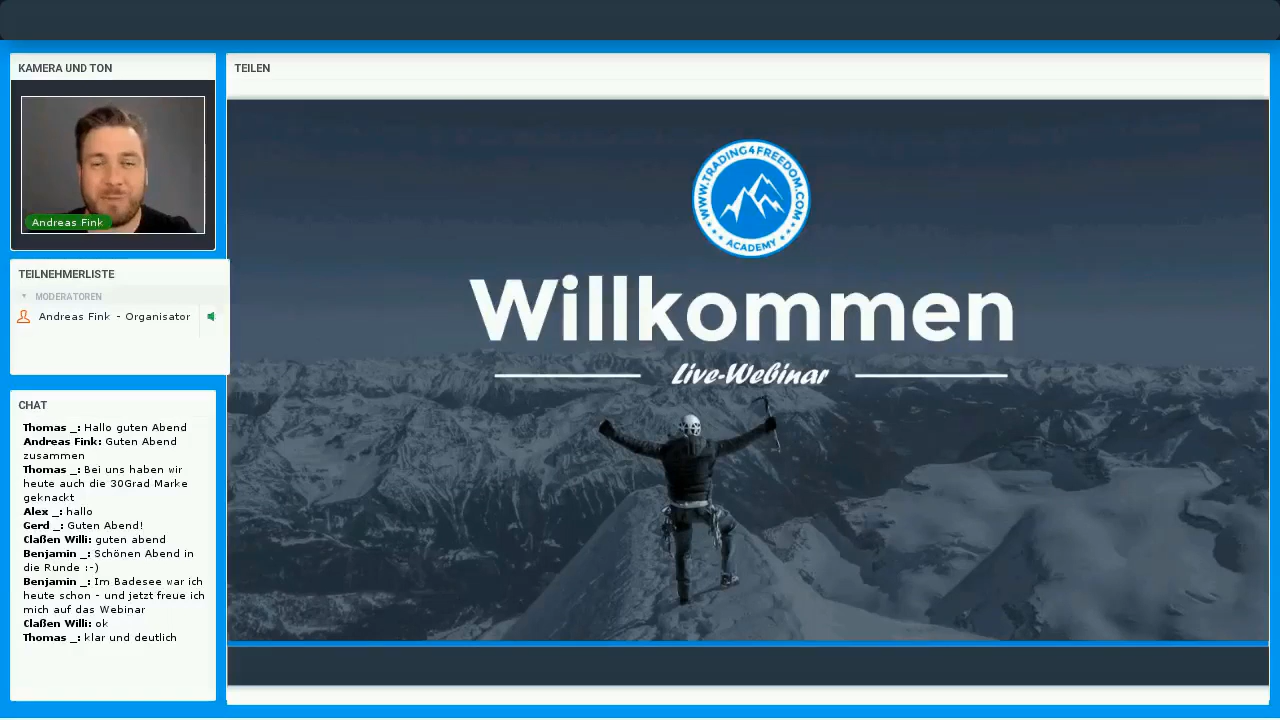 KAMERA UND TON
Andreas Fink
TEILNEHMERLISTE
MODERATOREN
Andreas Fink - Organisator
CHAT
Thomas _: Hallo guten Abend
Andreas Fink: Guten Abend
zusammen
Thomas _: Bei uns haben wir
heute auch die 30Grad Marke
geknackt
Alex _: hallo
Gerd _: Guten Abend!
Claßen Willi: guten abend
Benjamin _: Schönen Abend in
die Runde :-)
Benjamin _: Im Badesee war ich
heute schon - und jetzt freue ich
mich auf das Webinar
Claßen Willi: ok
Thomas _: klar und deutlich
TEILEN
WWW.TRADING4FREEDOM.COM
ACADEMY
Willkommen
Live-Webinar